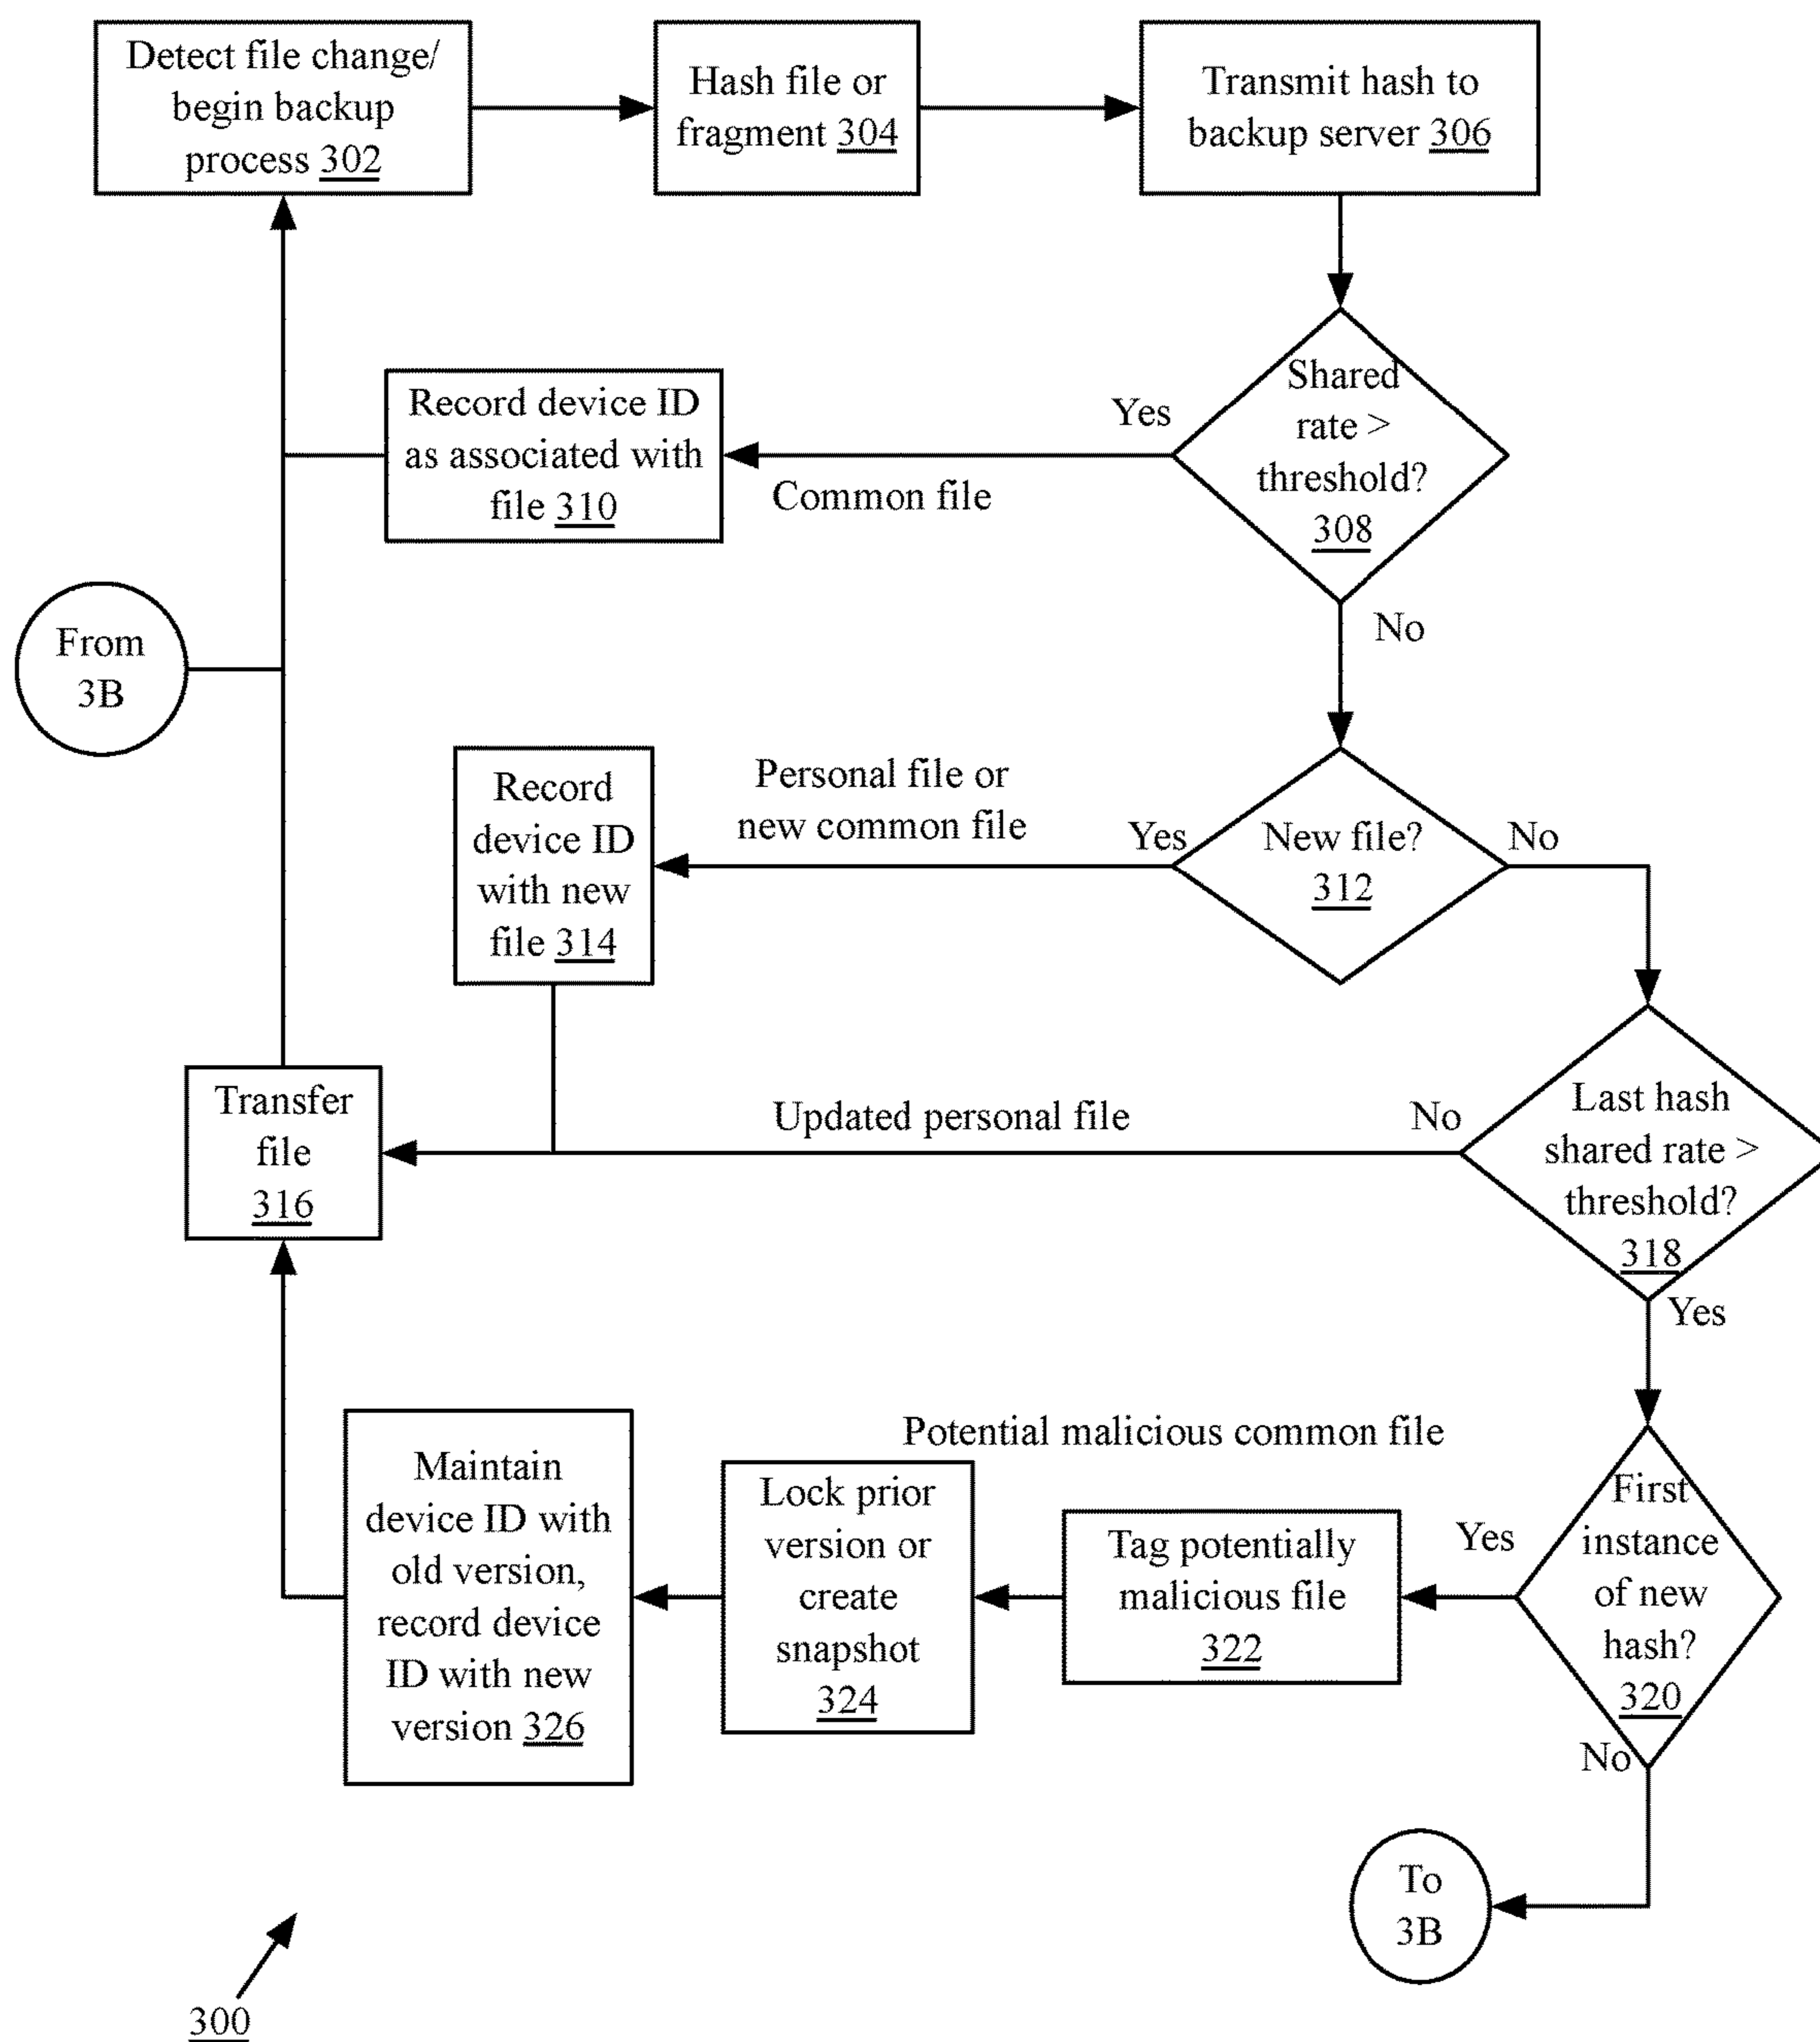 Detect file change/
begin backup
process 302
Hash file or
fragment 304
Transmit hash to
backup server 306
Shared
rate >
threshold?
308
Yes
Common file
Record device ID
as associated with
file 310
No
From
3B
New file?
312
Yes
Personal file or
new common file
No
Record
device ID
with new
file 314
Transfer
file
316
Updated personal file
No
Last hash
shared rate >
threshold?
318
Yes
Potential malicious common file
First
instance
of new
hash?
320
Yes
Tag potentially
malicious file
322
Lock prior
version or
create
snapshot
324
Maintain
device ID with
old version,
record device
ID with new
version 326
No
To
3B
300